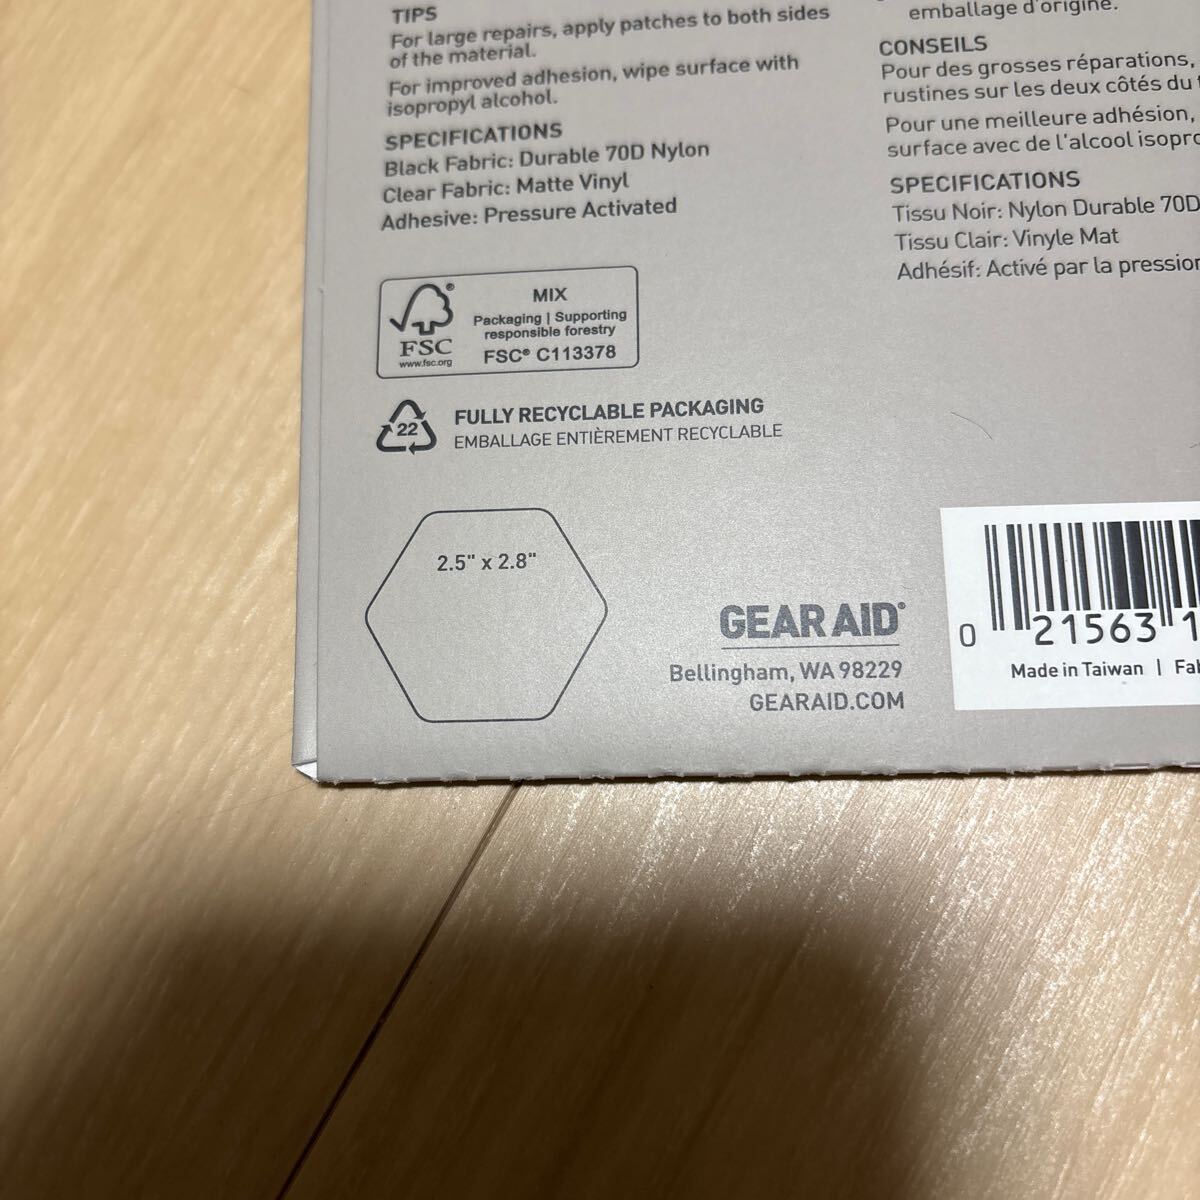 TIPS
For large repairs, apply patches to both sides
of the material.
For improved adhesion, wipe surface with
isopropyl alcohol.
SPECIFICATIONS
Black Fabric: Durable 70D Nylon
Clear Fabric: Matte Vinyl
Adhesive: Pressure Activated
emballage d'origine.
CONSEILS
Pour des grosses réparations,
rustines sur les deux côtés du
Pour une meilleure adhésion,
surface avec de l'alcool isopro
SPECIFICATIONS
Tissu Noir: Nylon Durable 70D
Tissu Clair: Vinyle Mat
Adhésif: Activé par la pression
FSC®
www.fsc.org
MIX
Packaging | Supporting
responsible forestry
FSC® C113378
22
FULLY RECYCLABLE PACKAGING
EMBALLAGE ENTIÈREMENT RECYCLABLE
2.5" x 2.8"
GEAR AID®
Bellingham, WA 98229
GEARAID.COM
0 21563 1
Made in Taiwan | Fab